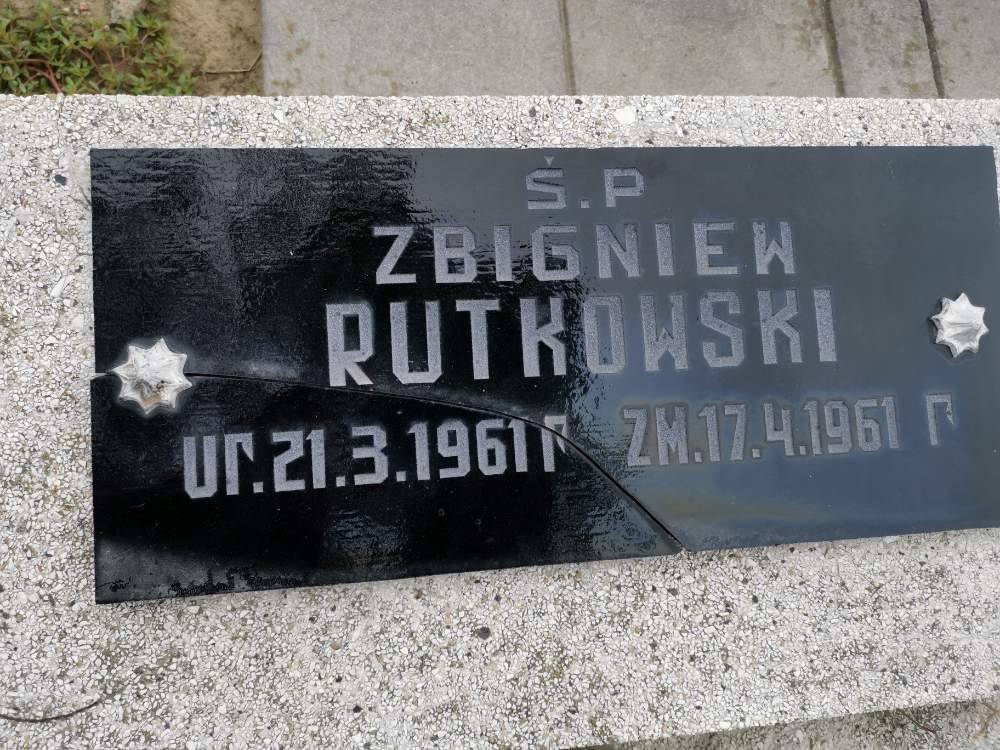 Ś.P
ZBIGNIEW
RUTKOWSKI
UR.21.3.1961 R ZM.17.4.1961 R